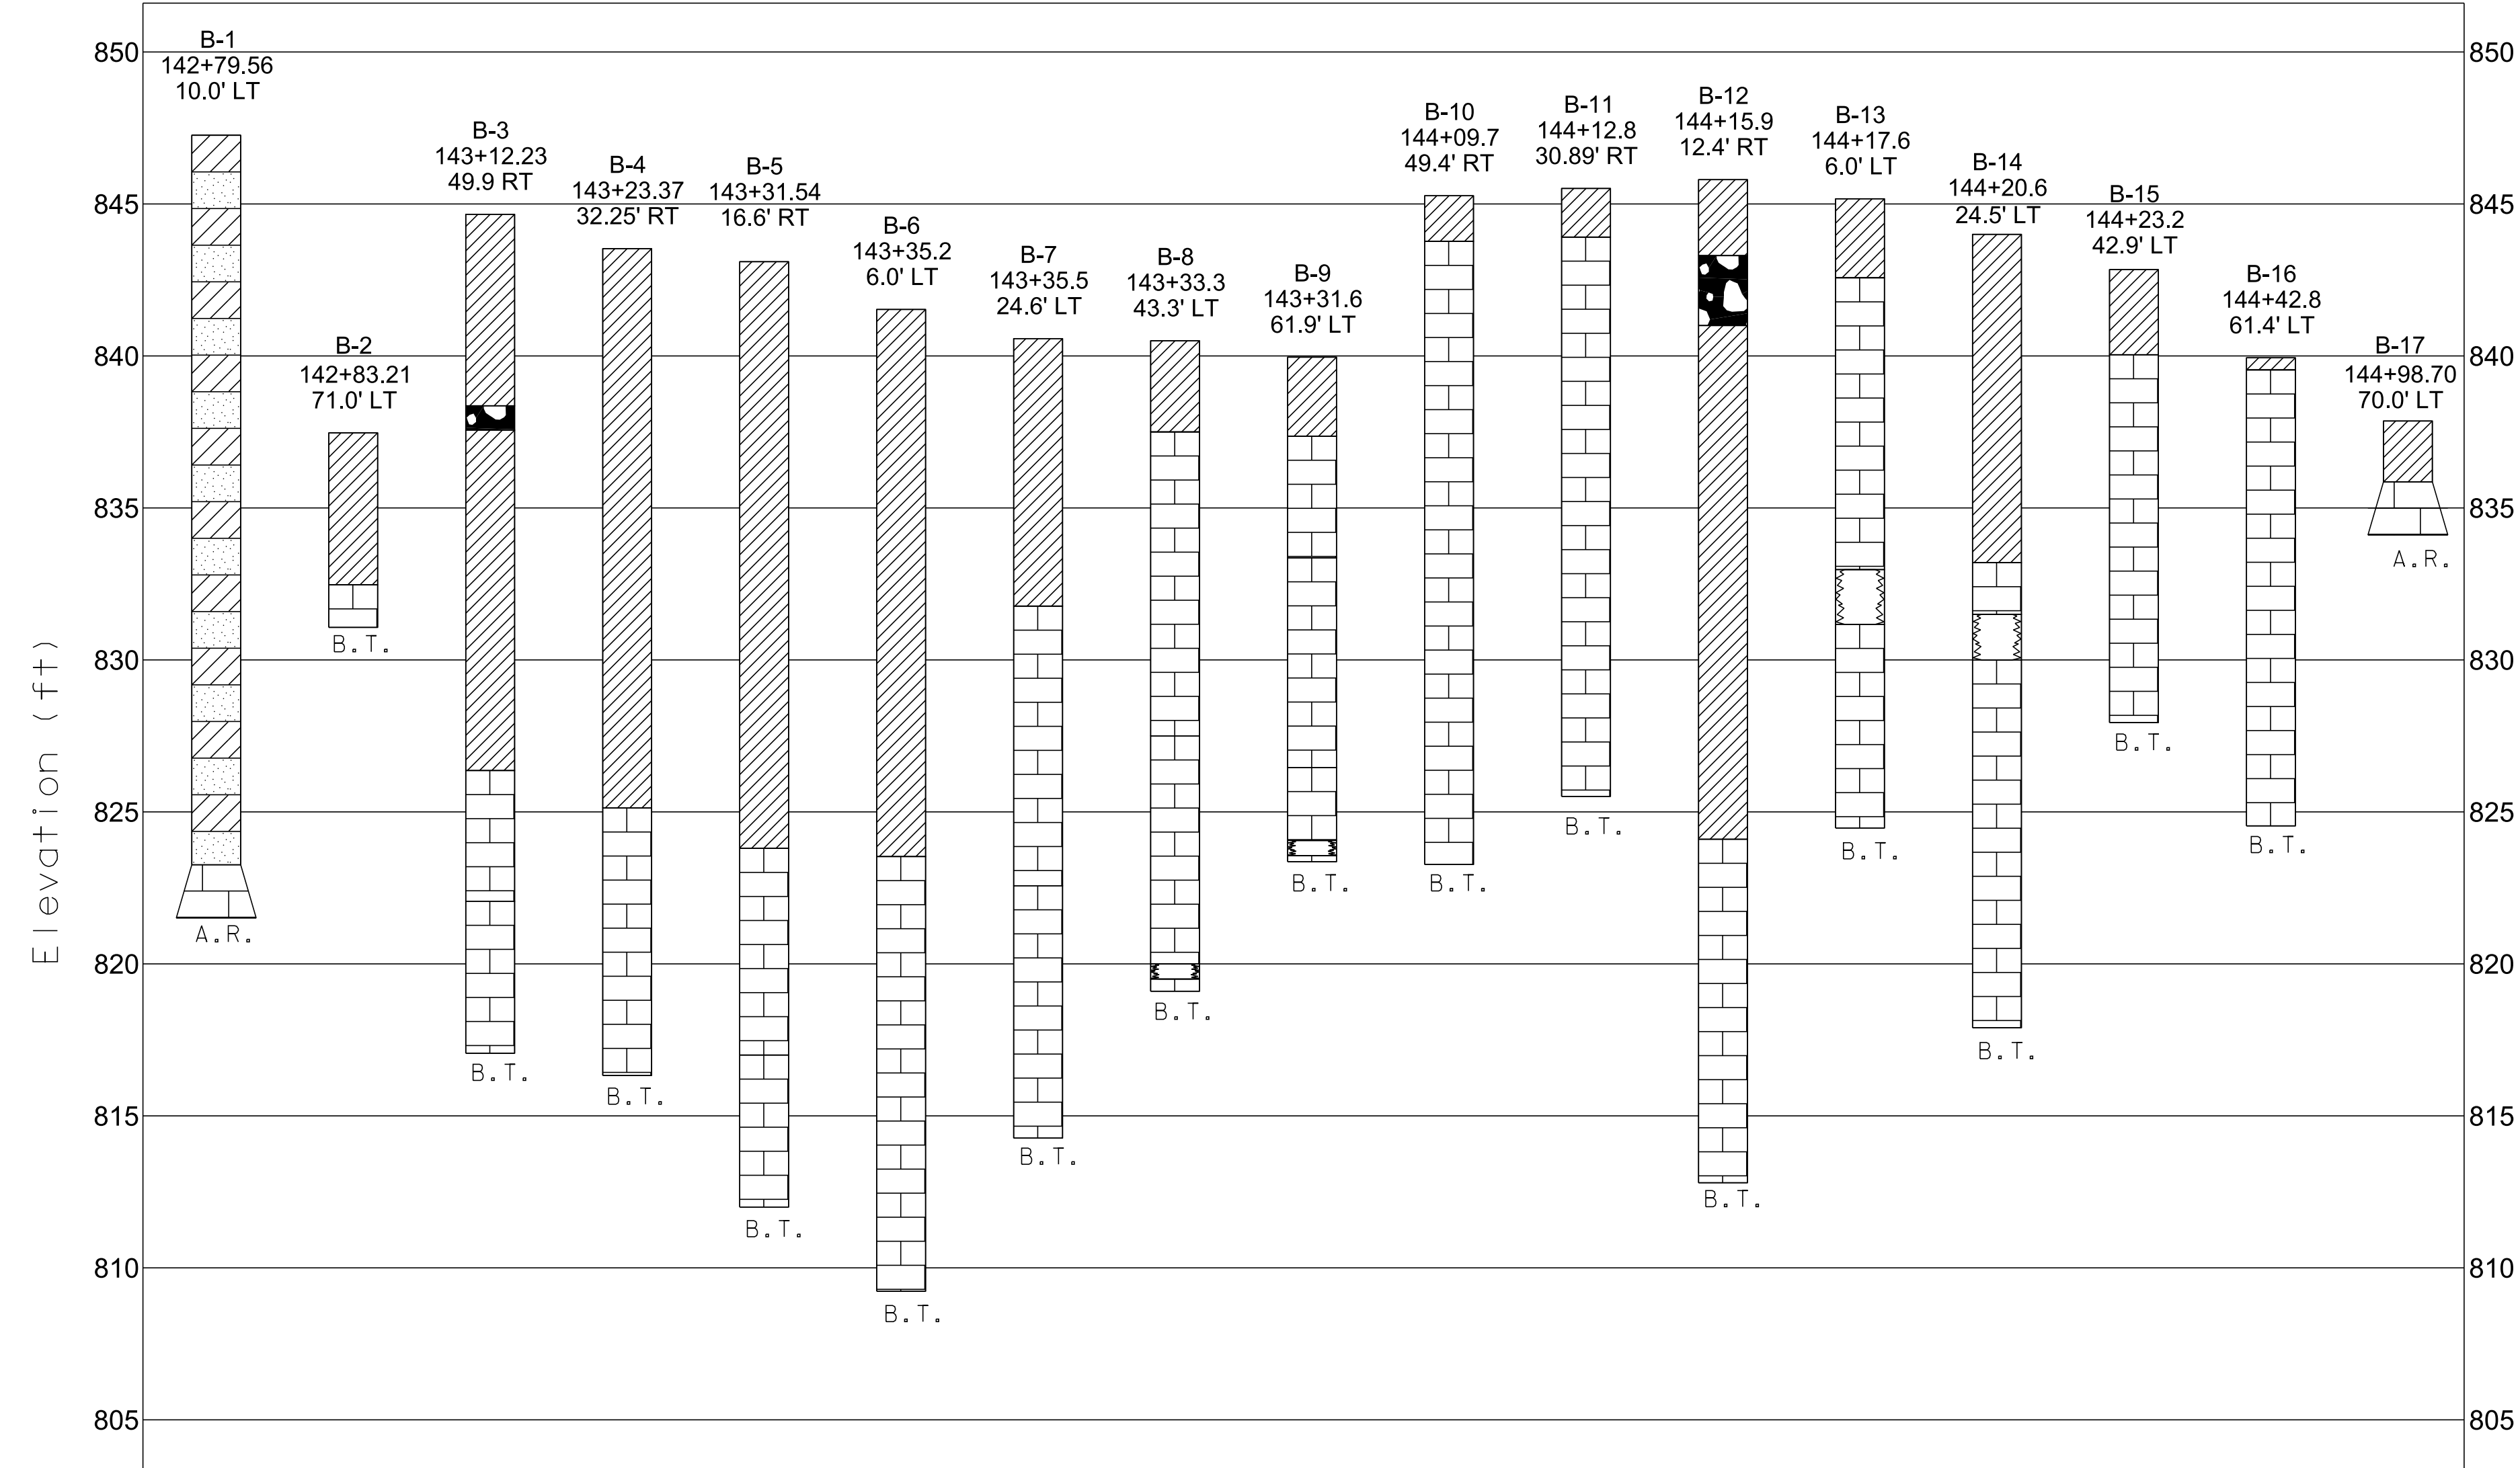 850
850
B-1
142+79.56
10.0' LT
B-2
142+83.21
71.0' LT
B-3
143+12.23
49.9 RT
B-4
143+23.37
32.25' RT
B-5
143+31.54
16.6' RT
B-6
143+35.2
6.0' LT
B-7
143+35.5
24.6' LT
B-8
143+33.3
43.3' LT
B-9
143+31.6
61.9' LT
B-10
144+09.7
49.4' RT
B-11
144+12.8
30.89' RT
B-12
144+15.9
12.4' RT
B-13
144+17.6
6.0' LT
B-14
144+20.6
24.5' LT
B-15
144+23.2
42.9' LT
B-16
144+42.8
61.4' LT
B-17
144+98.70
70.0' LT
845
845
840
840
835
835
A.R.
B.T.
830
830
Elevation (ft)
B.T.
825
825
B.T.
B.T.
B.T.
B.T.
B.T.
A.R.
820
820
B.T.
B.T.
B.T.
B.T.
815
815
B.T.
B.T.
B.T.
810
810
B.T.
805
805